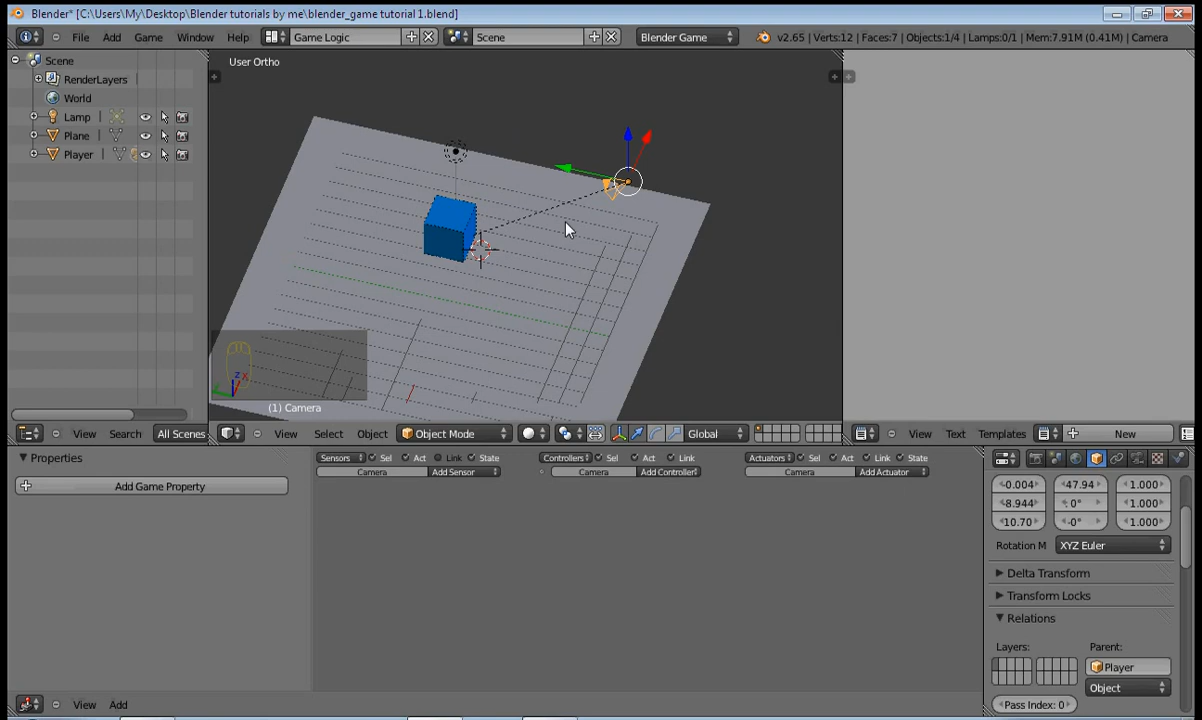 Blender* [C:\Users\My\Desktop\Blender tutorials by me\blender_game tutorial 1.blend]
File Add Game Window Help Game Logic Scene Blender Game v2.65 | Verts:12 | Faces:7 | Objects:1/4 | Lamps:0/1 | Mem:7.91M (0.41M) | Camera
Scene
RenderLayers
World
Lamp
Plane
Player
User Ortho
z
x
(1) Camera
View Search All Scenes
View Select Object Object Mode Global
View Text Templates New
Properties
Add Game Property
Sensors Sel Act Link State
Camera Add Sensor
Controllers Sel Act Link
Camera Add Controller
Actuators Sel Act Link State
Camera Add Actuator
-0.004 47.94 1.000
-8.944 0° 1.000
10.70 -0° 1.000
Rotation M XYZ Euler
Delta Transform
Transform Locks
Relations
Layers: Parent:
Player
Object
Pass Index: 0
View Add